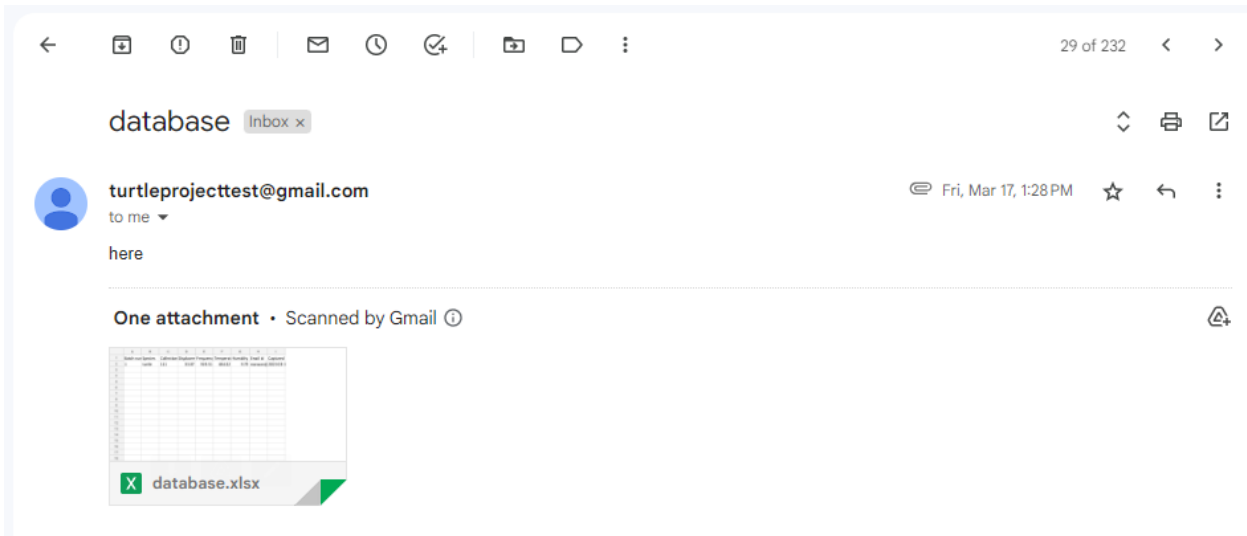 29 of 232
database Inbox ×
turtleprojecttest@gmail.com
Fri, Mar 17, 1:28 PM
to me
here
One attachment • Scanned by Gmail
X database.xlsx